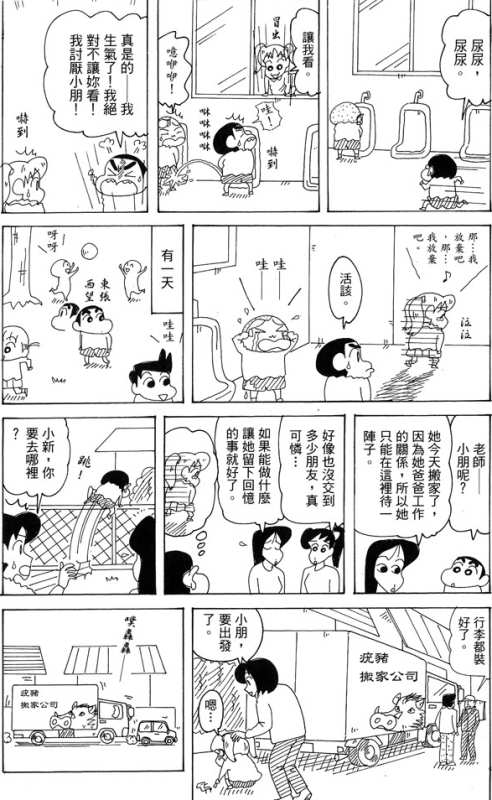 尿尿，
尿尿。
讓我看。
冒出
哇！
嚇到
咻
咻
咻
噫咿咿！
真是的——我
生氣了！我絕
對不讓妳看！
我討厭小朋！
嚇到
那…我
放棄吧♪
，那…
我放棄
吧。
泣
泣
活該。
哇
哇
有一天
哇
哇
東張
西望
呀
呀
老師——
小朋呢？
她今天搬家了，
因為她爸爸工作
的關係，所以她
只能在這裡待一
陣子。
好像也沒交到
多少朋友，真
可憐…
如果能做什麼
讓她留下回憶
的事就好了。
跳！
小新，你
要去哪裡
？
行李都裝
好了。
疣豬
搬家公司
小朋，
要出發
了。
嗯…
噗轟轟
疣豬
搬家公司